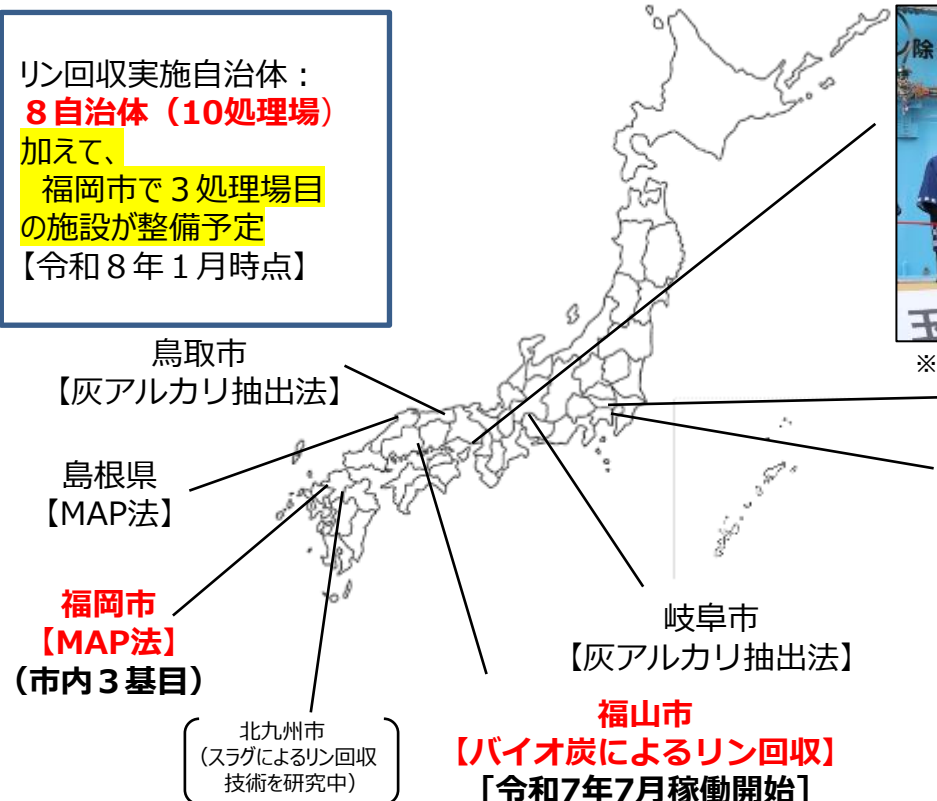 リン回収実施自治体：
８自治体（10処理場）
加えて、
福岡市で３処理場目
の施設が整備予定
【令和８年１月時点】
除
玉
※
鳥取市
【灰アルカリ抽出法】
島根県
【MAP法】
福岡市
【MAP法】
（市内３基目）
北九州市
（スラグによるリン回収
技術を研究中）
岐阜市
【灰アルカリ抽出法】
福山市
【バイオ炭によるリン回収】
［令和7年7月稼働開始］